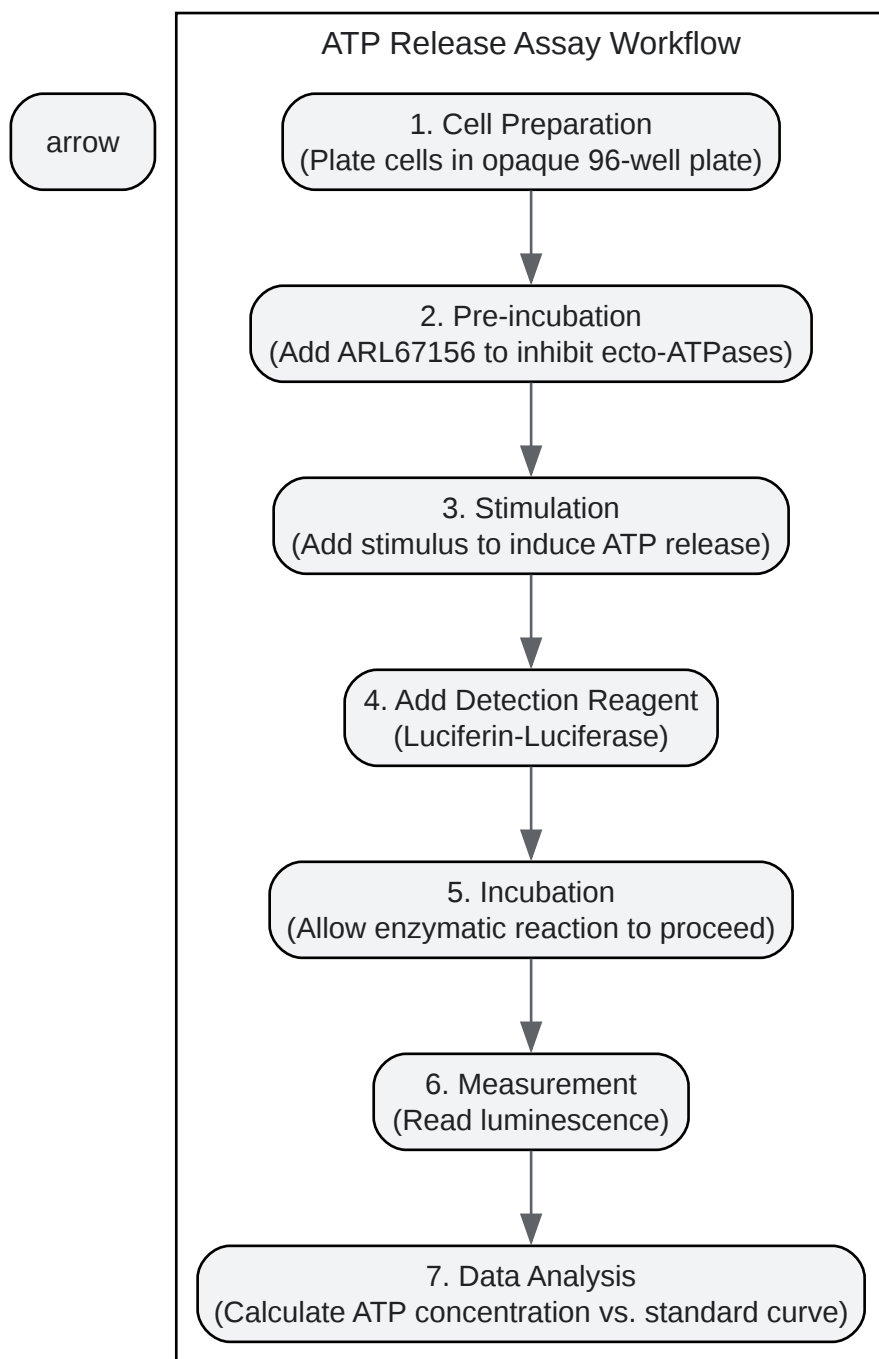 ATP Release Assay Workflow
arrow
1. Cell Preparation
(Plate cells in opaque 96-well plate)
2. Pre-incubation
(Add ARL67156 to inhibit ecto-ATPases)
3. Stimulation
(Add stimulus to induce ATP release)
4. Add Detection Reagent
(Luciferin-Luciferase)
5. Incubation
(Allow enzymatic reaction to proceed)
6. Measurement
(Read luminescence)
7. Data Analysis
(Calculate ATP concentration vs. standard curve)